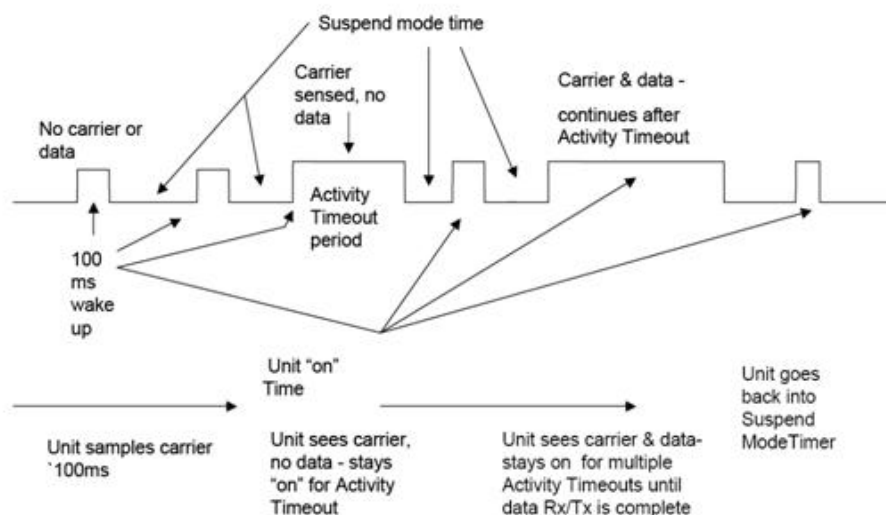 Suspend mode time
Carrier
sensed, no
data
Carrier & data -
continues after
Activity Timeout
No carrier or
data
Activity
Timeout
period
100
ms
wake
up
Unit "on"
Time
Unit goes
back into
Suspend
ModeTimer
Unit samples carrier
`100ms
Unit sees carrier,
no data - stays
"on" for Activity
Timeout
Unit sees carrier & data-
stays on for multiple
Activity Timeouts until
data Rx/Tx is complete